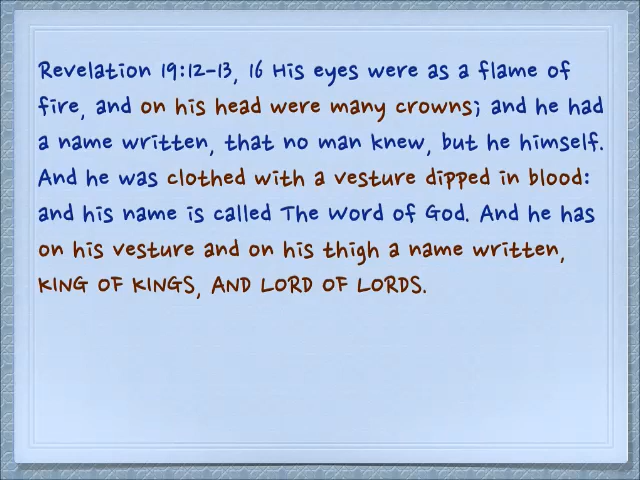 Revelation 19:12-13, 16 His eyes were as a flame of
fire, and on his head were many crowns; and he had
a name written, that no man knew, but he himself.
And he was clothed with a vesture dipped in blood:
and his name is called The Word of God. And he has
on his vesture and on his thigh a name written,
KING OF KINGS, AND LORD OF LORDS.